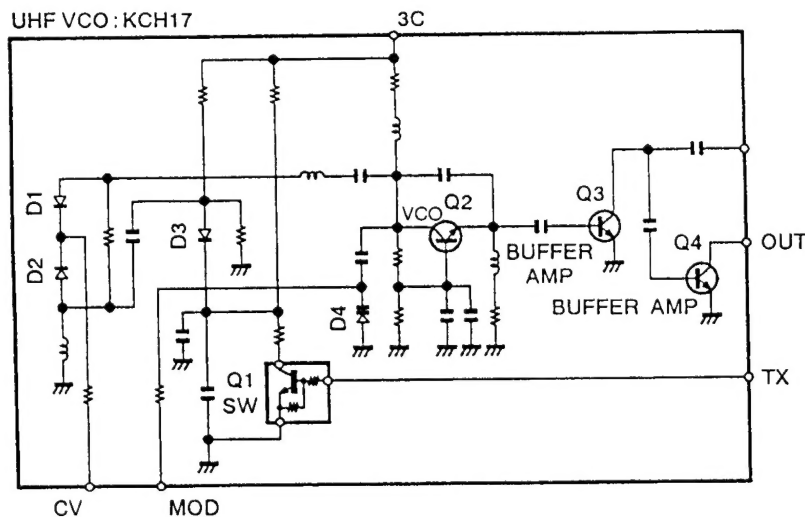 UHF VCO : KCH17
3C
D1
D2
D3
D4
VCO
Q2
Q3
BUFFER
AMP
Q4
BUFFER AMP
OUT
Q1
SW
TX
CV
MOD